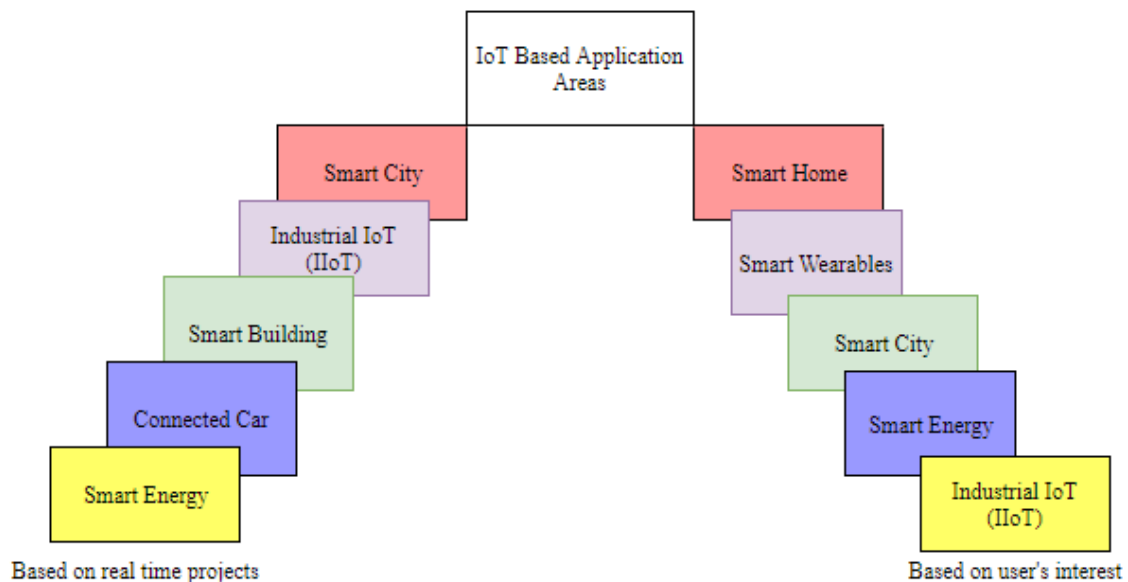 IoT Based Application
Areas
Smart City
Smart Home
Industrial IoT
(IIoT)
Smart Wearables
Smart Building
Smart City
Connected Car
Smart Energy
Smart Energy
Industrial IoT
(IIoT)
Based on real time projects
Based on user's interest